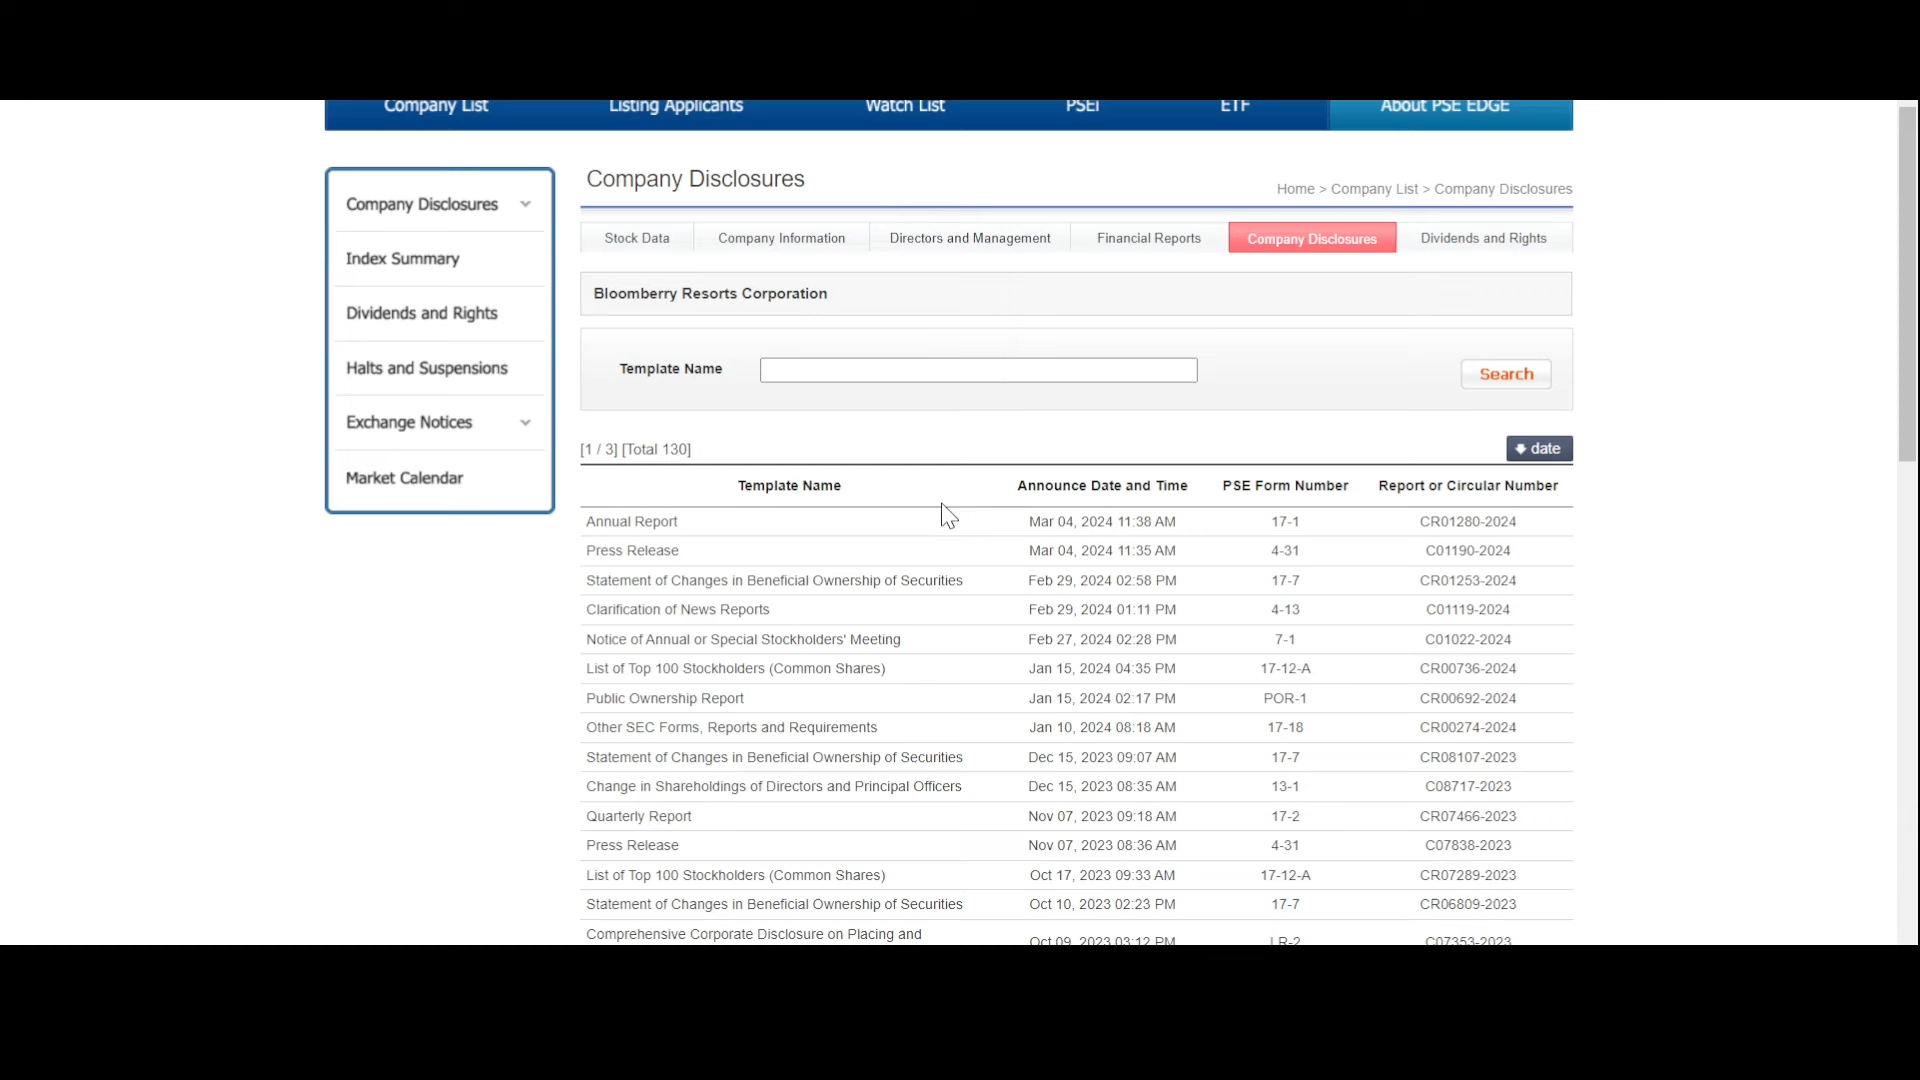 Company List Listing Applicants Watch List PSEi ETF About PSE EDGE
Company Disclosures
Index Summary
Dividends and Rights
Halts and Suspensions
Exchange Notices
Market Calendar
Company Disclosures
Home > Company List > Company Disclosures
Stock Data Company Information Directors and Management Financial Reports Company Disclosures Dividends and Rights
Bloomberry Resorts Corporation
Template Name Search
[1 / 3] [Total 130] date
Template Name Announce Date and Time PSE Form Number Report or Circular Number
Annual Report Mar 04, 2024 11:38 AM 17-1 CR01280-2024
Press Release Mar 04, 2024 11:35 AM 4-31 C01190-2024
Statement of Changes in Beneficial Ownership of Securities Feb 29, 2024 02:58 PM 17-7 CR01253-2024
Clarification of News Reports Feb 29, 2024 01:11 PM 4-13 C01119-2024
Notice of Annual or Special Stockholders' Meeting Feb 27, 2024 02:28 PM 7-1 C01022-2024
List of Top 100 Stockholders (Common Shares) Jan 15, 2024 04:35 PM 17-12-A CR00736-2024
Public Ownership Report Jan 15, 2024 02:17 PM POR-1 CR00692-2024
Other SEC Forms, Reports and Requirements Jan 10, 2024 08:18 AM 17-18 CR00274-2024
Statement of Changes in Beneficial Ownership of Securities Dec 15, 2023 09:07 AM 17-7 CR08107-2023
Change in Shareholdings of Directors and Principal Officers Dec 15, 2023 08:35 AM 13-1 C08717-2023
Quarterly Report Nov 07, 2023 09:18 AM 17-2 CR07466-2023
Press Release Nov 07, 2023 08:36 AM 4-31 C07838-2023
List of Top 100 Stockholders (Common Shares) Oct 17, 2023 09:33 AM 17-12-A CR07289-2023
Statement of Changes in Beneficial Ownership of Securities Oct 10, 2023 02:23 PM 17-7 CR06809-2023
Comprehensive Corporate Disclosure on Placing and
Oct 09, 2023 03:12 PM LR-2 C07353-2023